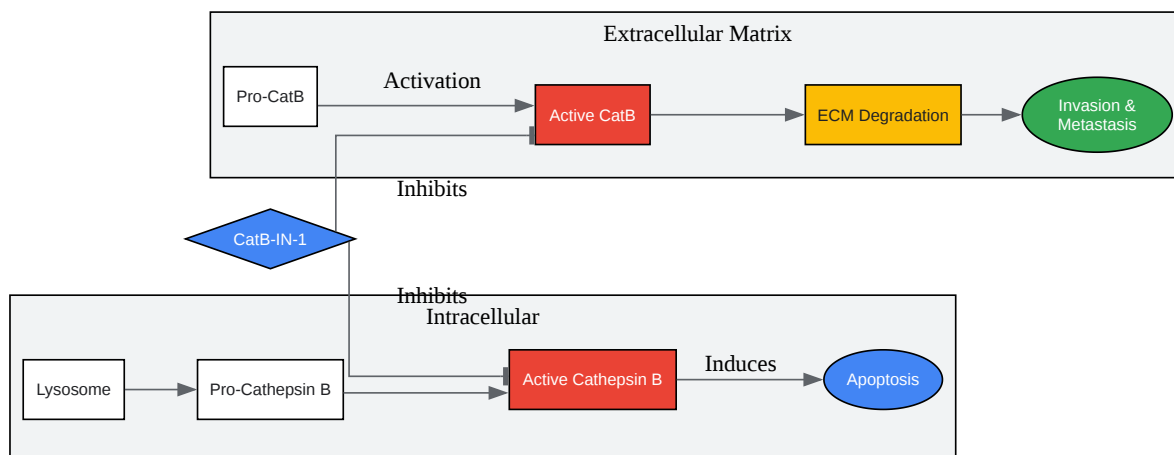 Extracellular Matrix
Pro-CatB
Activation
Active CatB
ECM Degradation
Invasion &
Metastasis
Inhibits
CatB-IN-1
Inhibits
Intracellular
Lysosome
Pro-Cathepsin B
Active Cathepsin B
Induces
Apoptosis